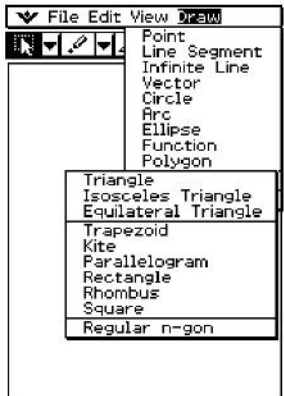 File Edit View Draw
Point
Line Segment
Infinite Line
Vector
Circle
Arc
Ellipse
Function
Polygon
Triangle
Isosceles Triangle
Equilateral Triangle
Trapezoid
Kite
Parallelogram
Rectangle
Rhombus
Square
Regular n-gon